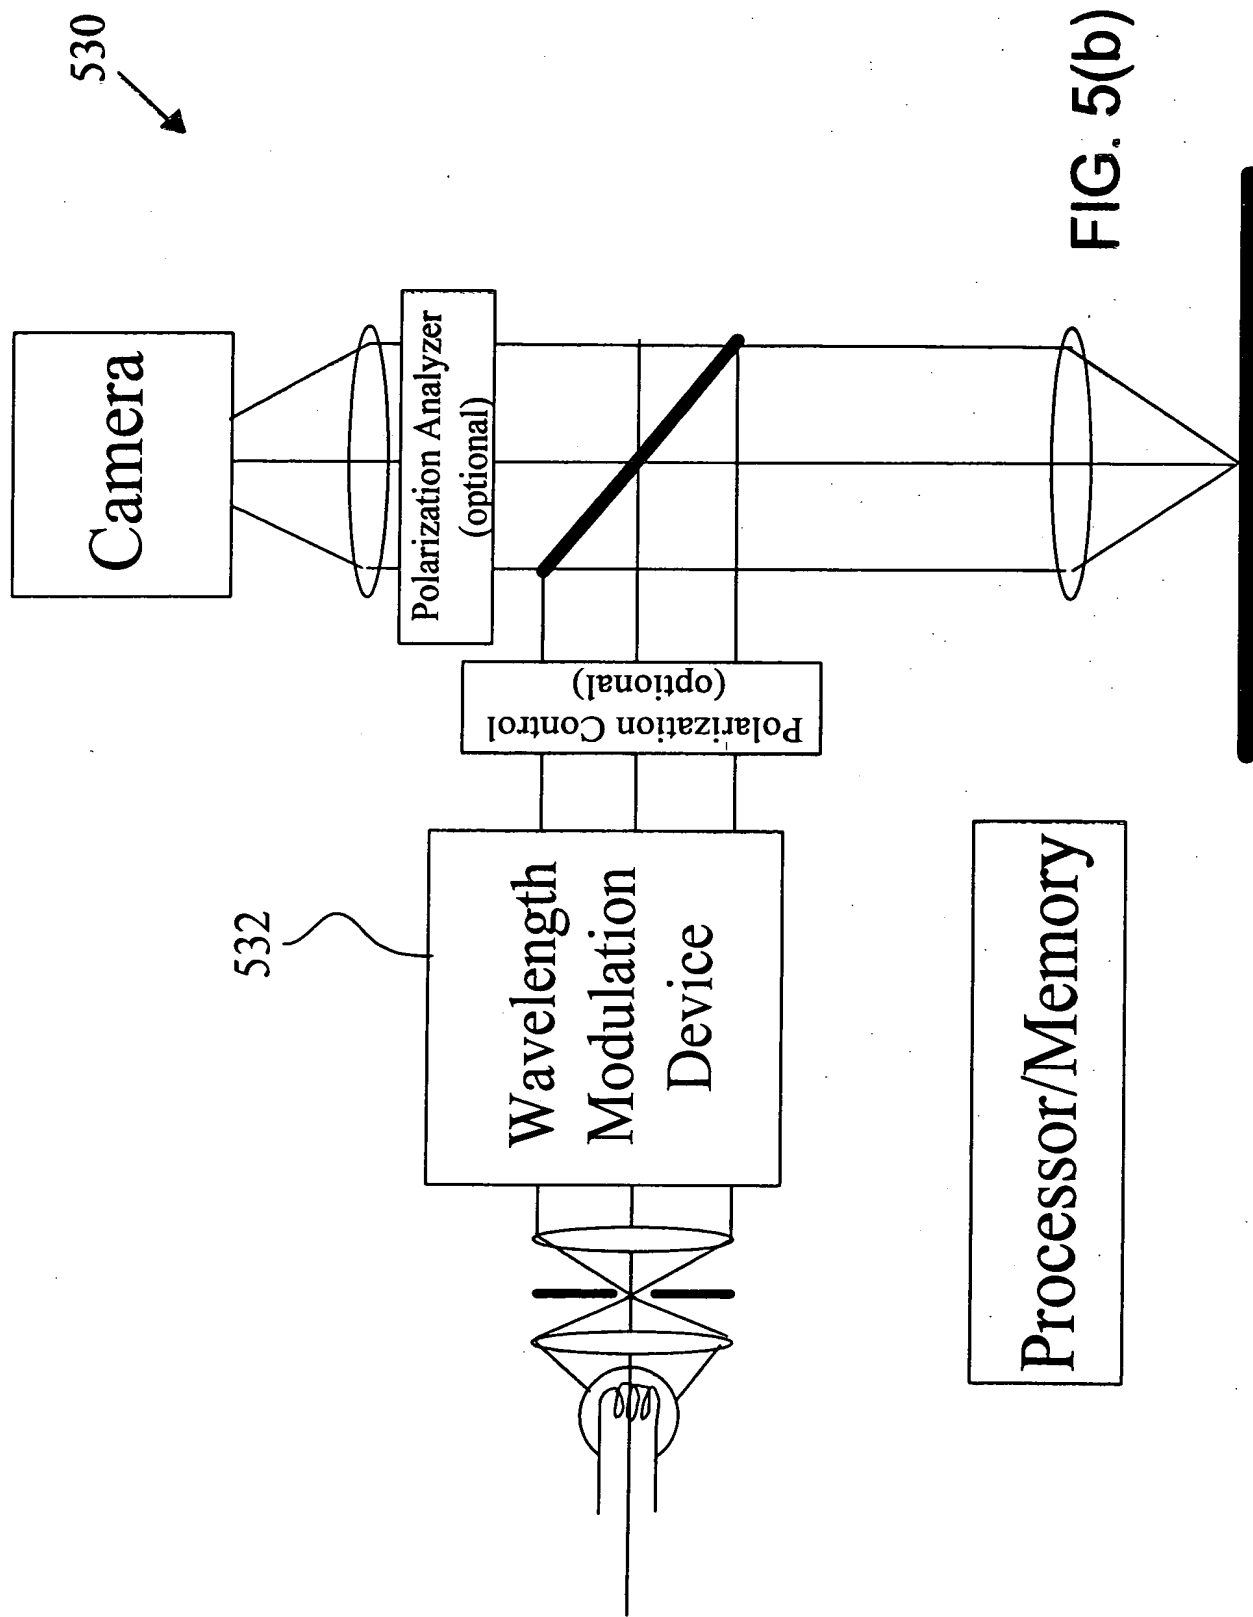 530
Camera
Polarization Analyzer
(optional)
Polarization Control
(optional)
532
Wavelength
Modulation
Device
Processor/Memory
FIG. 5(b)